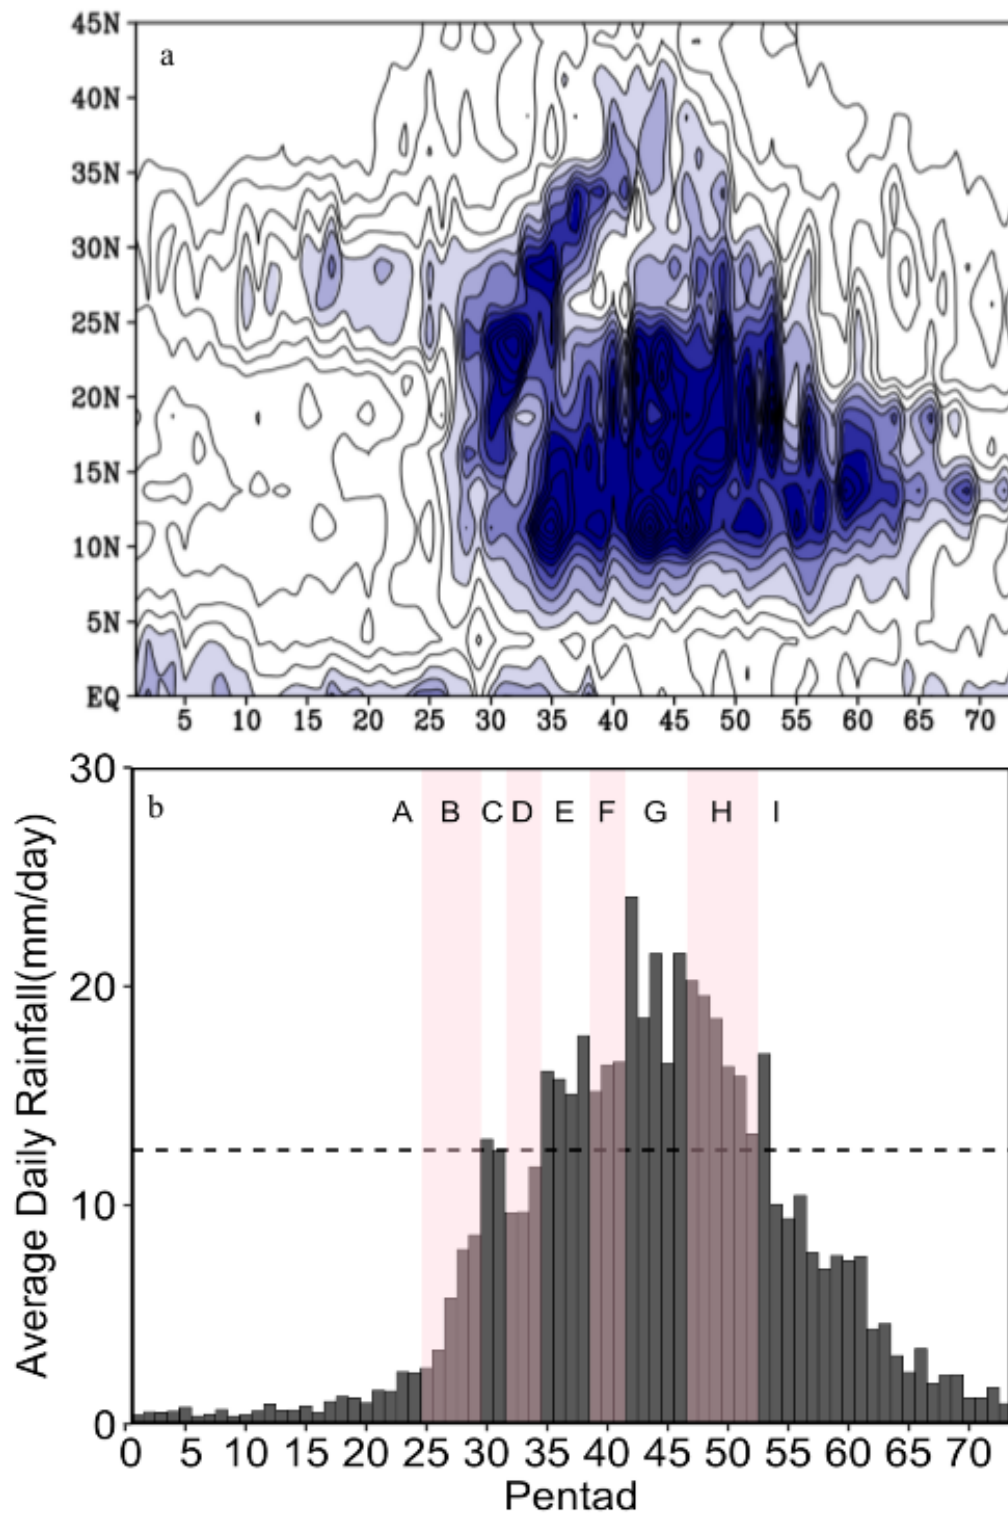 45N
a
40N
35N
30N
25N
20N
15N
10N
5N
EQ
5 10 15 20 25 30 35 40 45 50 55 60 65 70
30
b
A B C D E F G H I
20
10
0
Average Daily Rainfall(mm/day)
0 5 10 15 20 25 30 35 40 45 50 55 60 65 70
Pentad